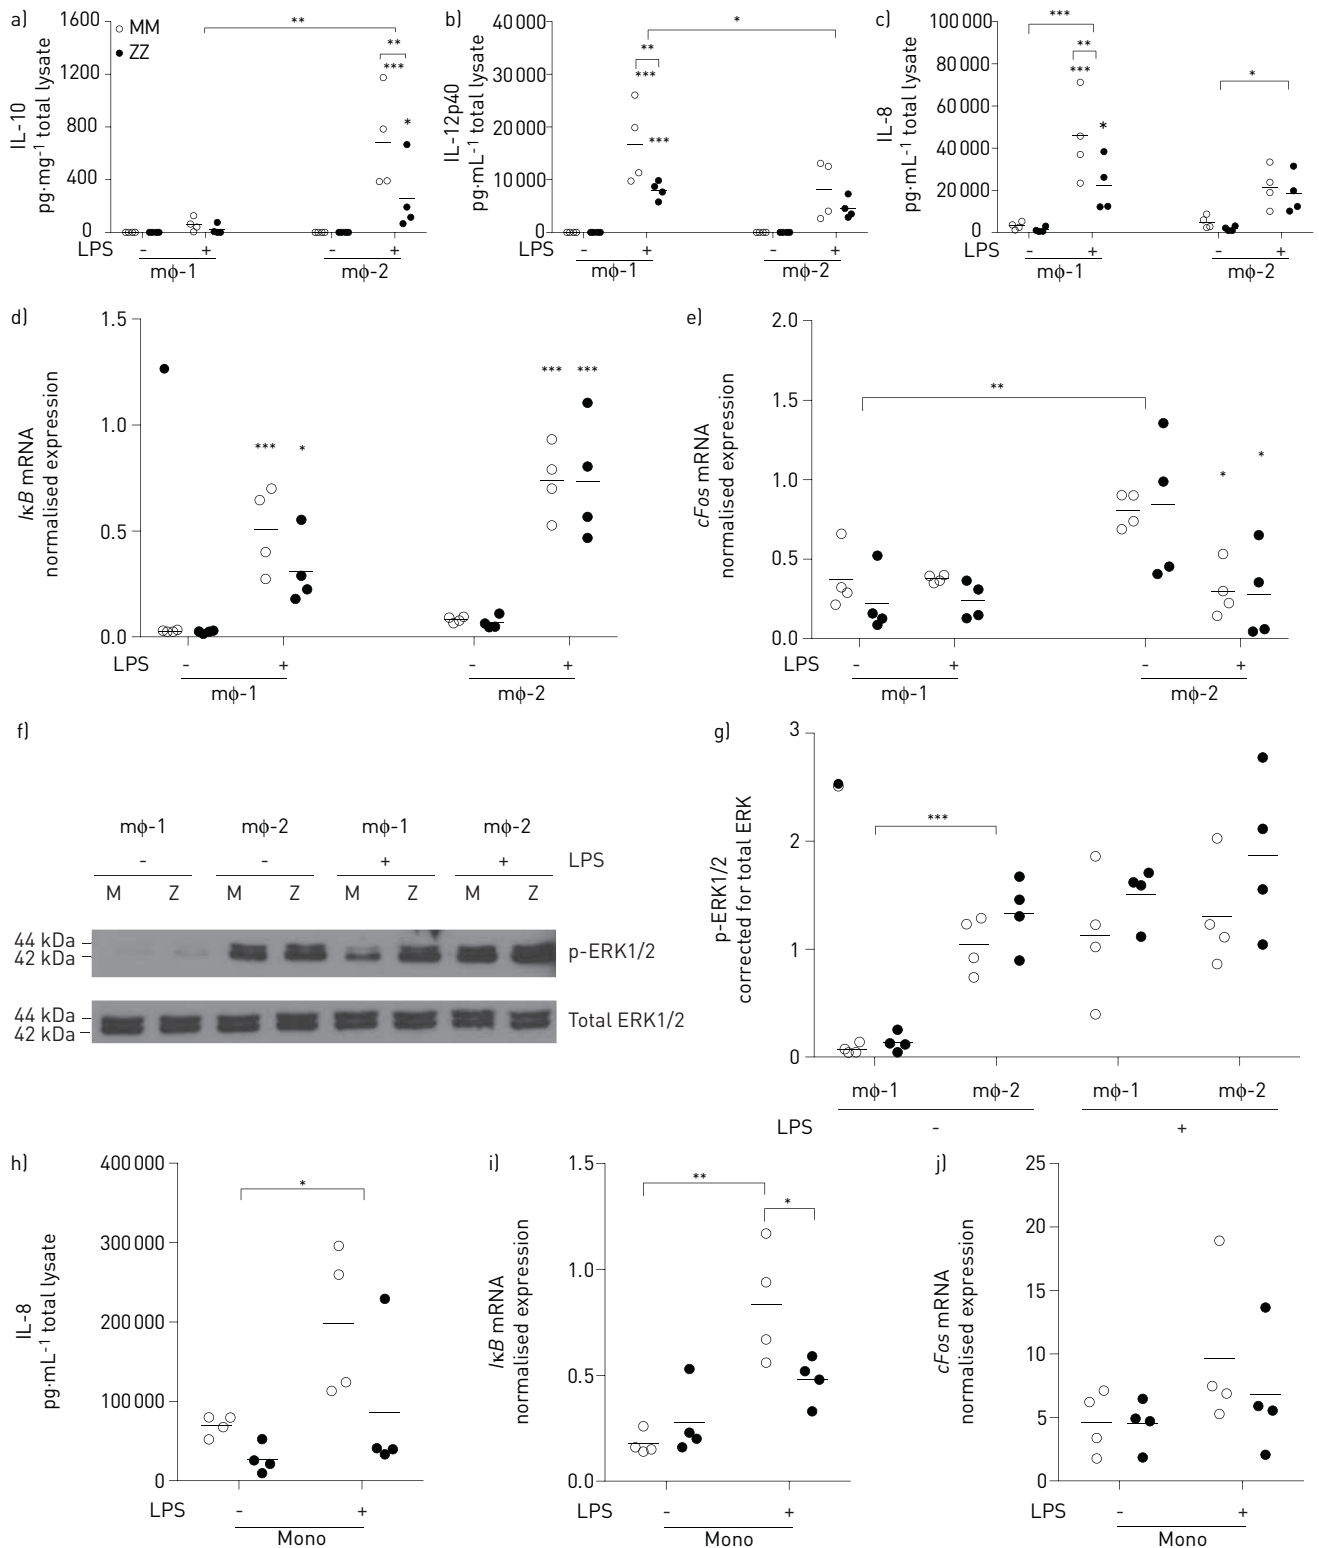 a)
1600
1200
800
400
0
IL-10
pg·mg-1 total lysate
MM
ZZ
**
**
***
*
LPS - + - +
mϕ-1 mϕ-2
b)
40 000
30 000
20 000
10 000
0
IL-12p40
pg·mL-1 total lysate
*
**
***
***
LPS - + - +
mϕ-1 mϕ-2
c)
100 000
80 000
60 000
40 000
20 000
0
IL-8
pg·mL-1 total lysate
***
**
***
*
*
LPS - + - +
mϕ-1 mϕ-2
d)
1.5
1.0
0.5
0.0
IκB mRNA
normalised expression
*** ***
*** *
LPS - + - +
mϕ-1 mϕ-2
e)
2.0
1.5
1.0
0.5
0.0
cFos mRNA
normalised expression
**
*
*
LPS - + - +
mϕ-1 mϕ-2
f)
mϕ-1 mϕ-2 mϕ-1 mϕ-2
- - + + LPS
M Z M Z M Z M Z
44 kDa
42 kDa
p-ERK1/2
44 kDa
42 kDa
Total ERK1/2
g)
3
2
1
0
p-ERK1/2
corrected for total ERK
***
mϕ-1 mϕ-2 mϕ-1 mϕ-2
LPS - +
h)
400 000
300 000
200 000
100 000
0
IL-8
pg·mL-1 total lysate
*
LPS - +
Mono
i)
1.5
1.0
0.5
0.0
IκB mRNA
normalised expression
**
*
LPS - +
Mono
j)
25
20
15
10
5
0
cFos mRNA
normalised expression
LPS - +
Mono